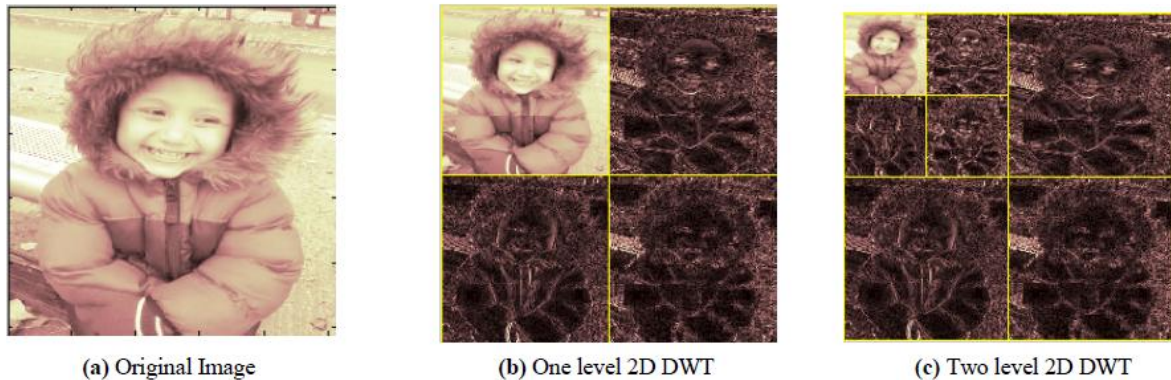 (a) Original Image
(b) One level 2D DWT
(c) Two level 2D DWT